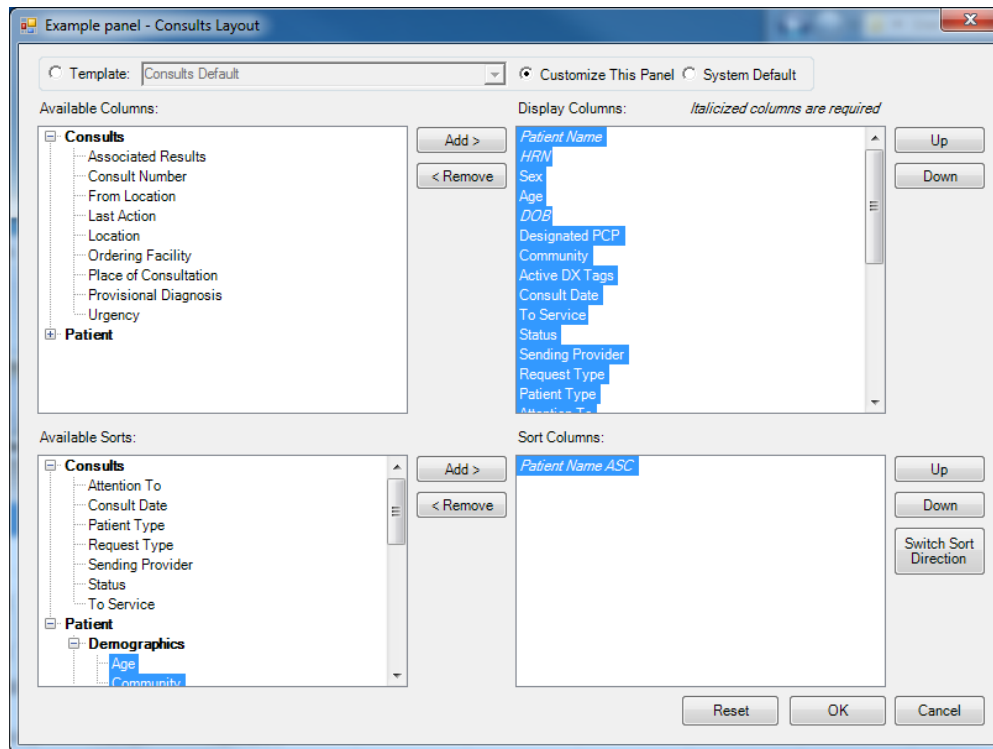 Example panel - Consults Layout
Template: Consults Default Customize This Panel System Default
Available Columns:
Consults
Associated Results
Consult Number
From Location
Last Action
Location
Ordering Facility
Place of Consultation
Provisional Diagnosis
Urgency
Patient
Add >
< Remove
Display Columns: Italicized columns are required
Patient Name
HRN
Sex
Age
DOB
Designated PCP
Community
Active DX Tags
Consult Date
To Service
Status
Sending Provider
Request Type
Patient Type
Attention To
Up
Down
Available Sorts:
Consults
Attention To
Consult Date
Patient Type
Request Type
Sending Provider
Status
To Service
Patient
Demographics
Age
Community
Add >
< Remove
Sort Columns:
Patient Name ASC
Up
Down
Switch Sort
Direction
Reset OK Cancel